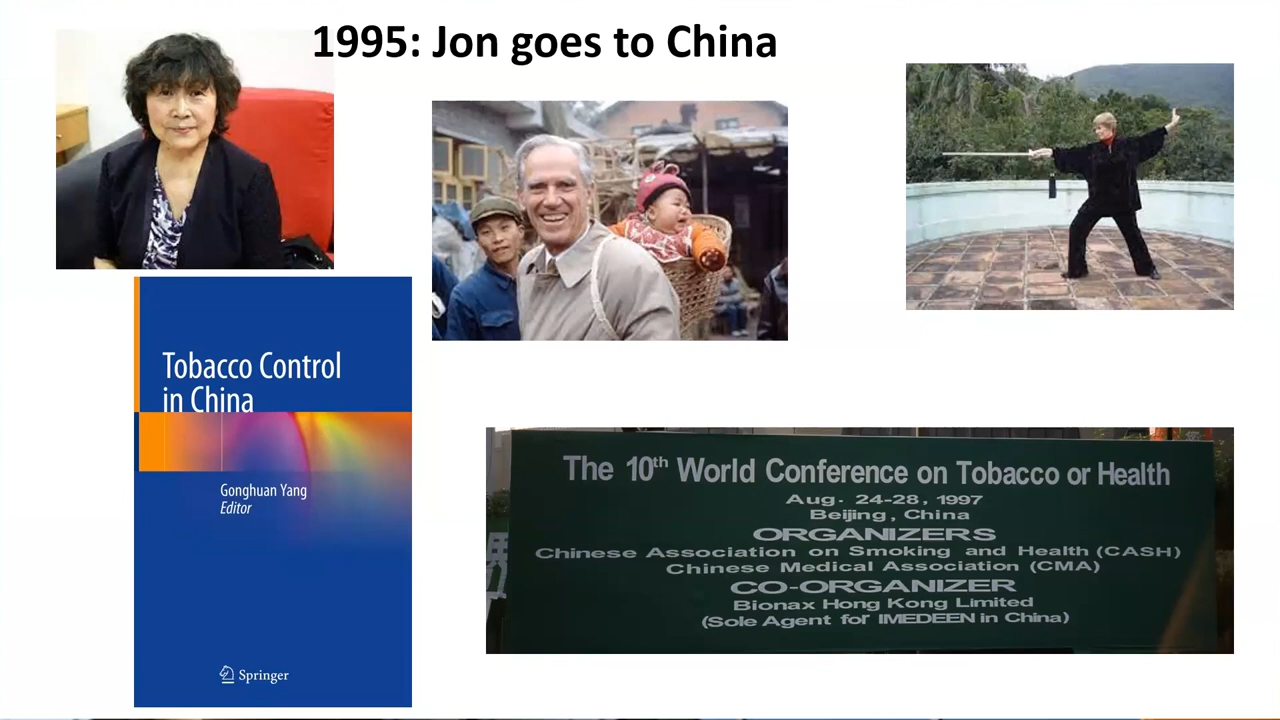 1995: Jon goes to China
Tobacco Control
in China
Gonghuan Yang
Editor
Springer
The 10th World Conference on Tobacco or Health
Aug. 24-28, 1997
Beijing, China
ORGANIZERS
Chinese Association on Smoking and Health (CASH)
Chinese Medical Association (CMA)
CO-ORGANIZER
Bionax Hong Kong Limited
(Sole Agent for IMEDEEN in China)